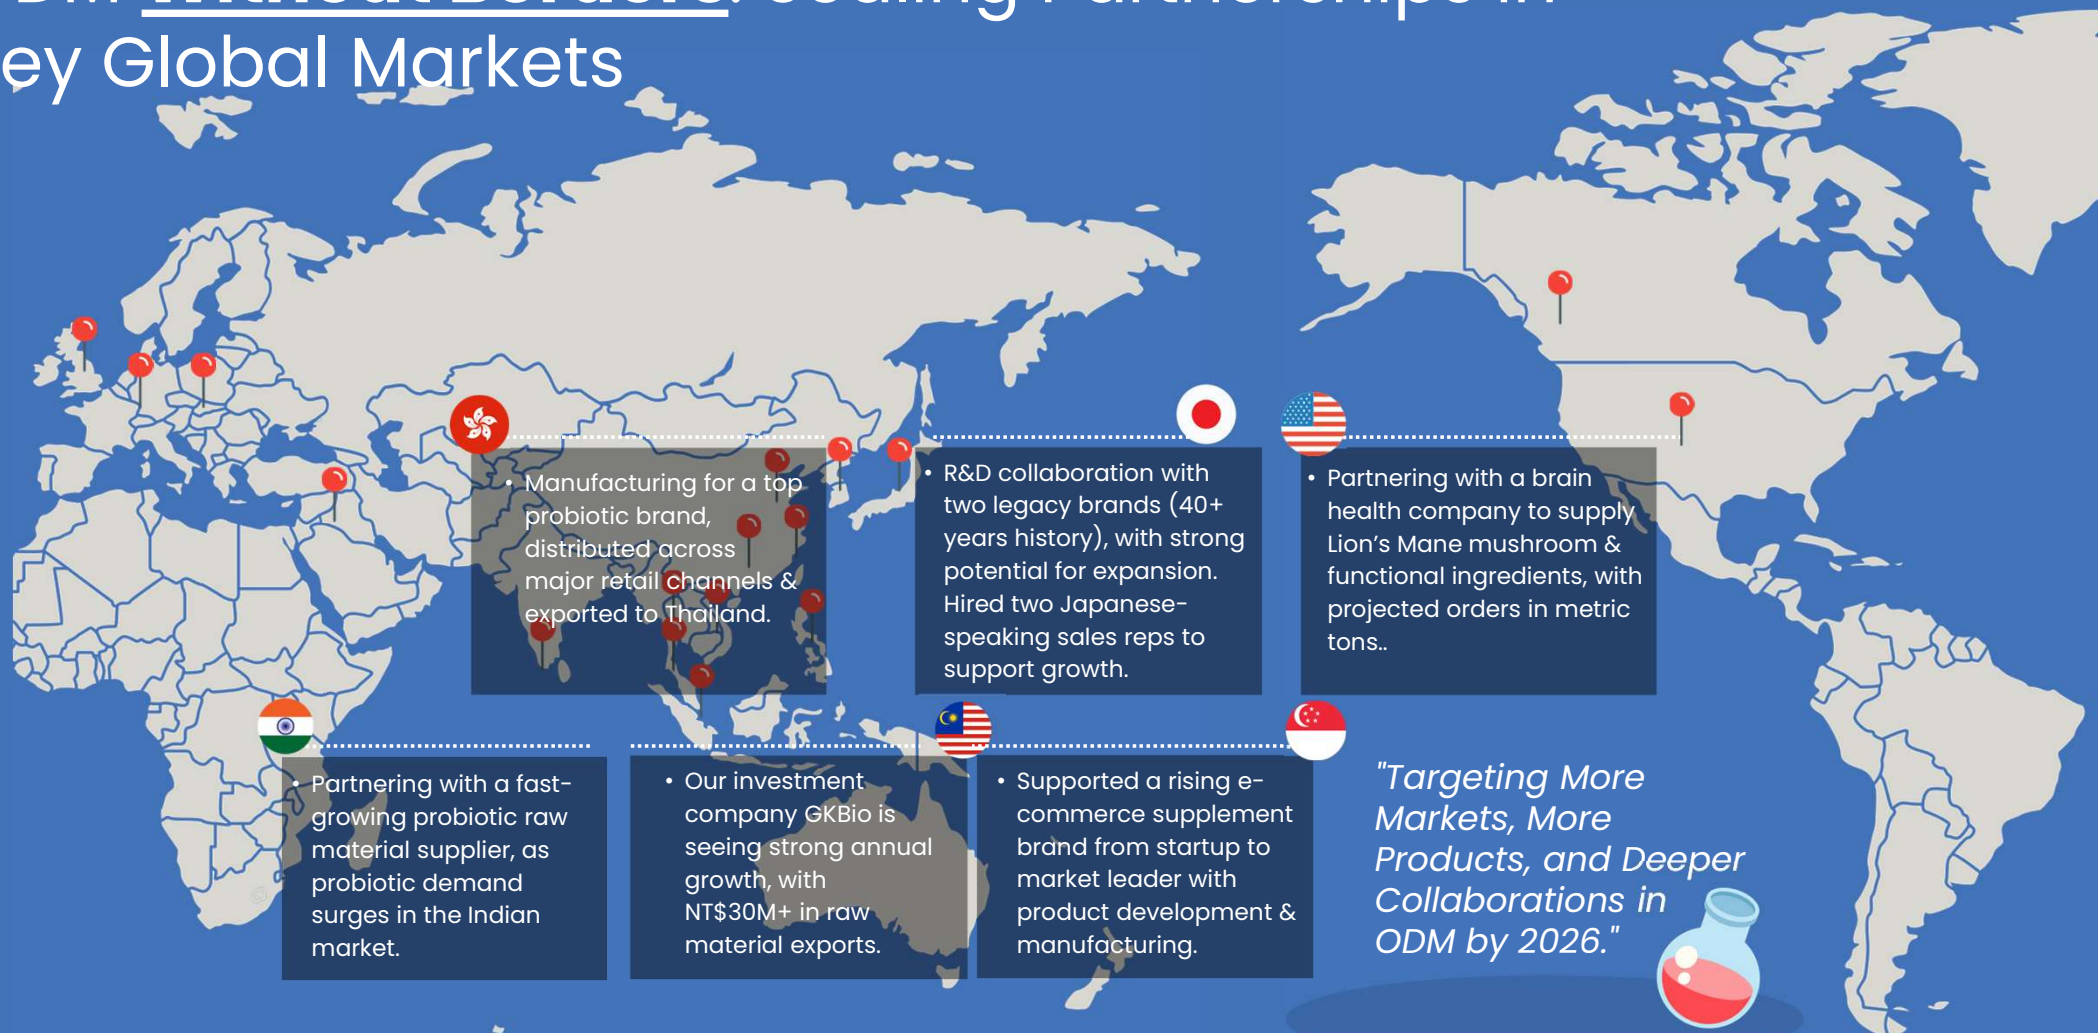 DM Without Borders: Scaling Partnerships in
ey Global Markets
• Manufacturing for a top
probiotic brand,
distributed across
major retail channels &
exported to Thailand.
• R&D collaboration with
two legacy brands (40+
years history), with strong
potential for expansion.
Hired two Japanese-
speaking sales reps to
support growth.
• Partnering with a brain
health company to supply
Lion’s Mane mushroom &
functional ingredients, with
projected orders in metric
tons..
• Partnering with a fast-
growing probiotic raw
material supplier, as
probiotic demand
surges in the Indian
market.
• Our investment
company GKBio is
seeing strong annual
growth, with
NT$30M+ in raw
material exports.
• Supported a rising e-
commerce supplement
brand from startup to
market leader with
product development &
manufacturing.
"Targeting More
Markets, More
Products, and Deeper
Collaborations in
ODM by 2026."